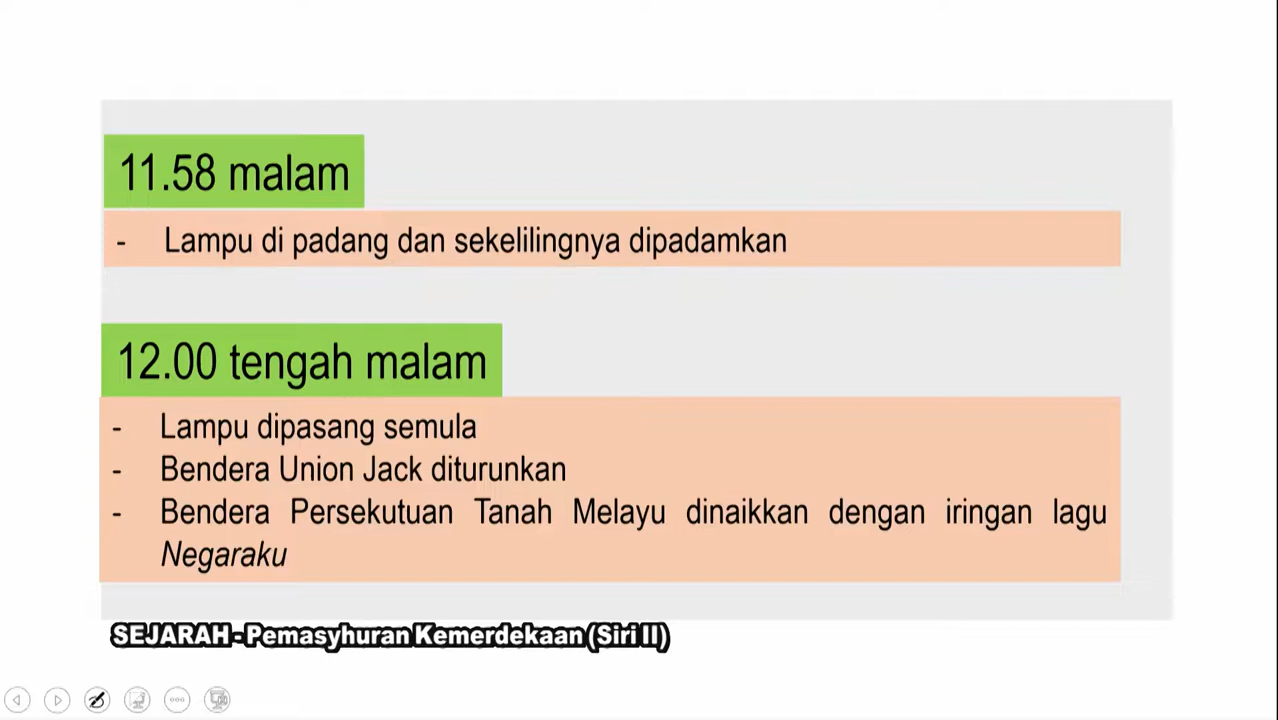 11.58 malam
- Lampu di padang dan sekelilingnya dipadamkan
12.00 tengah malam
- Lampu dipasang semula
- Bendera Union Jack diturunkan
- Bendera Persekutuan Tanah Melayu dinaikkan dengan iringan lagu
Negaraku
SEJARAH - Pemasyhuran Kemerdekaan (Siri II)